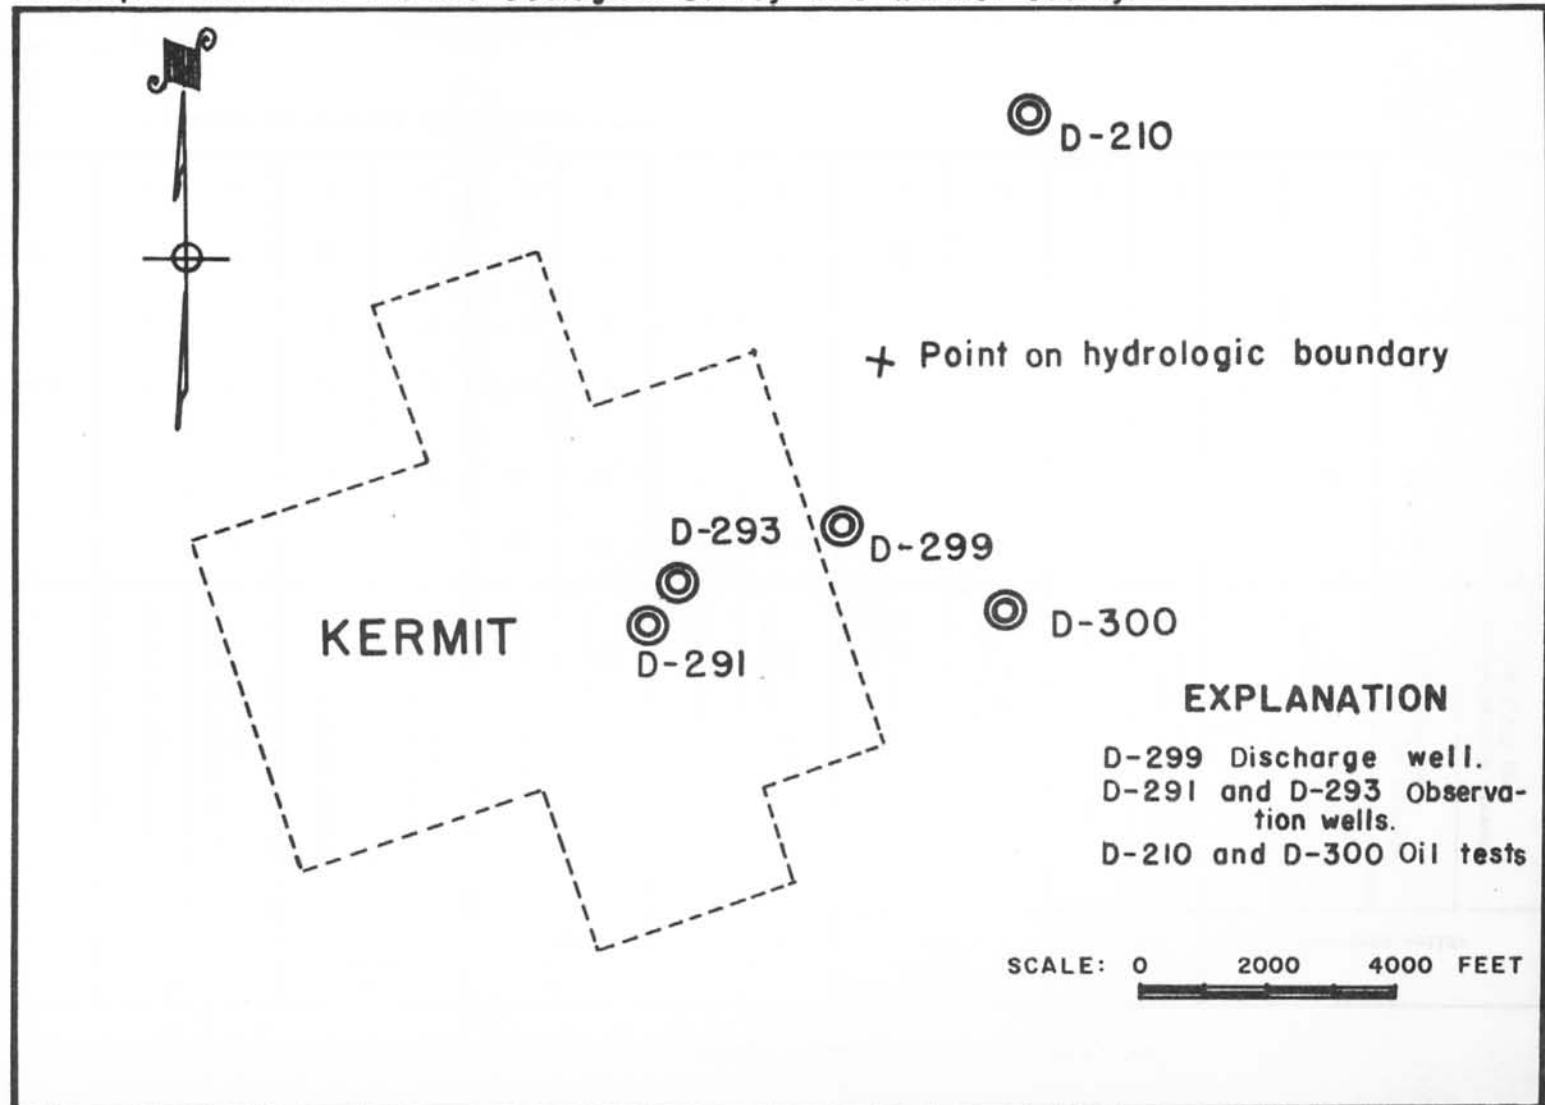 D-210
+ Point on hydrologic boundary
D-293
D-299
KERMIT
D-300
D-291
EXPLANATION
D-299 Discharge well.
D-291 and D-293 Observa-
tion wells.
D-210 and D-300 Oil tests
SCALE: 0 2000 4000 FEET